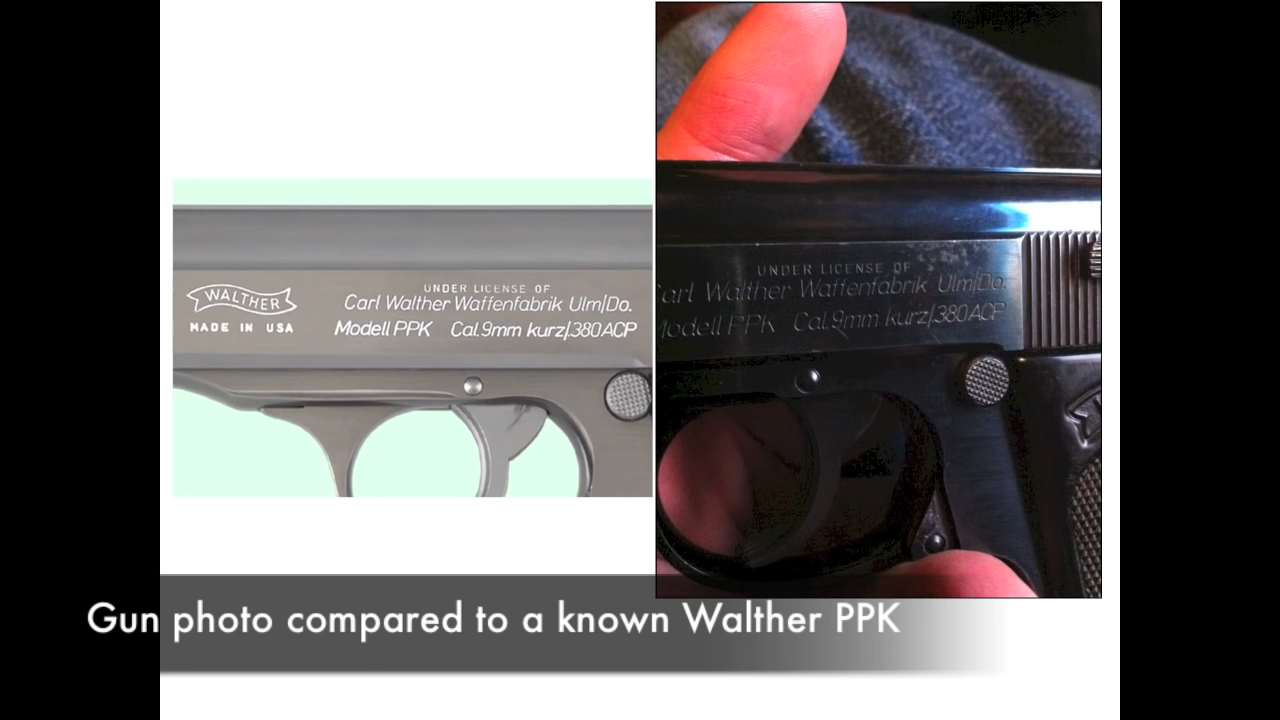 WALTHER
MADE IN USA
UNDER LICENSE OF
Carl Walther Waffenfabrik Ulm/Do.
Modell PPK Cal.9mm kurz/.380ACP
UNDER LICENSE OF
Carl Walther Waffenfabrik Ulm/Do.
Modell PPK Cal.9mm kurz/.380ACP
Gun photo compared to a known Walther PPK